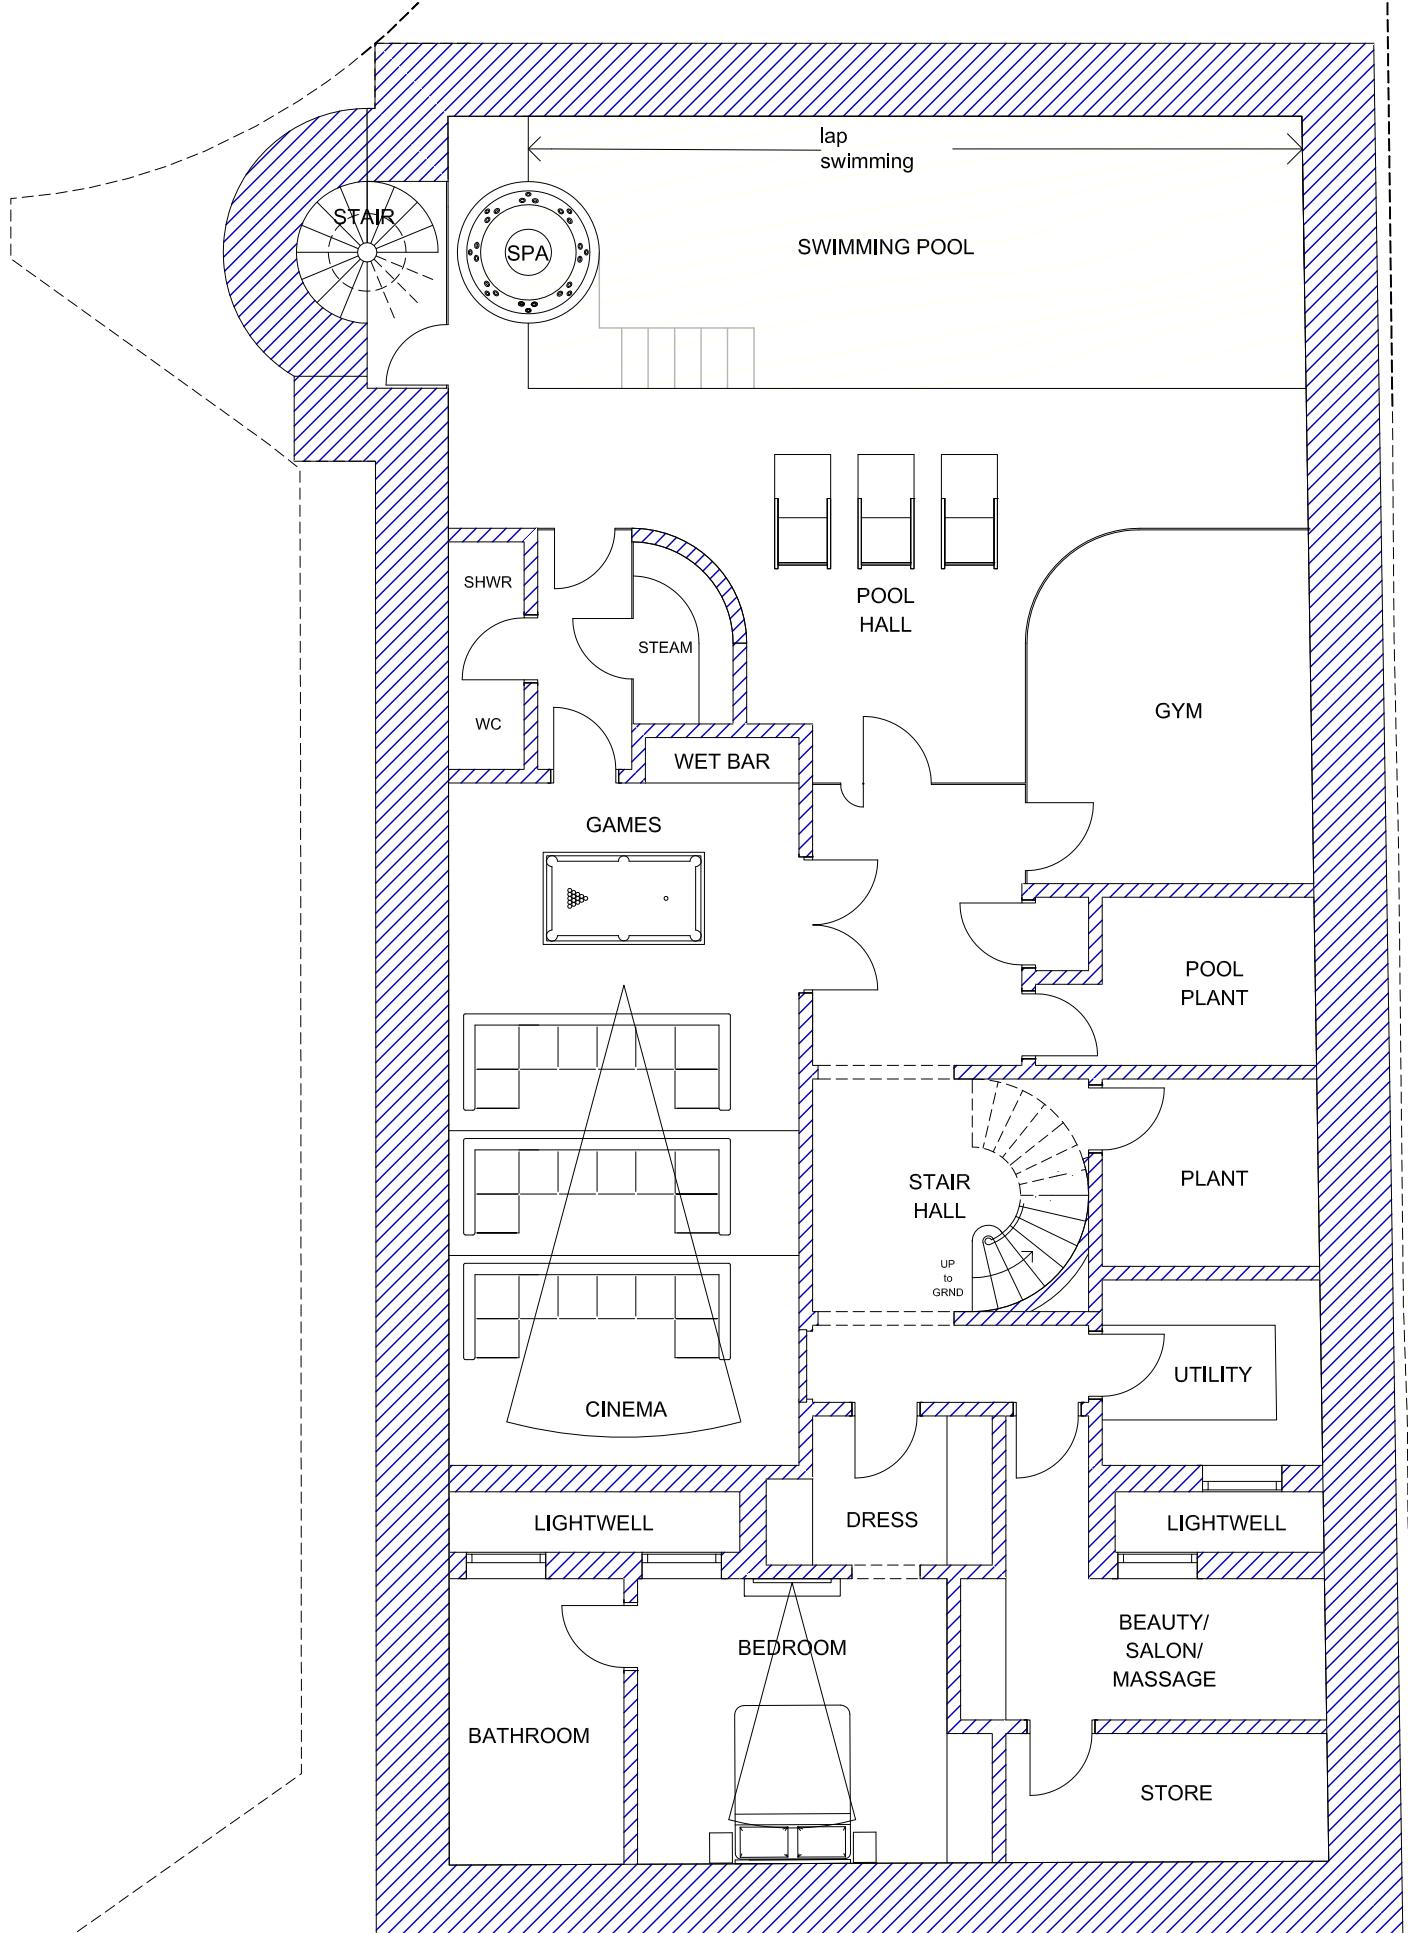 lap
swimming
STAIR
SPA
SWIMMING POOL
SHWR
POOL
HALL
STEAM
GYM
WC
WET BAR
GAMES
POOL
PLANT
STAIR
HALL
PLANT
UP
to
GRND
UTILITY
CINEMA
LIGHTWELL
DRESS
LIGHTWELL
BEDROOM
BEAUTY/
SALON/
MASSAGE
BATHROOM
STORE